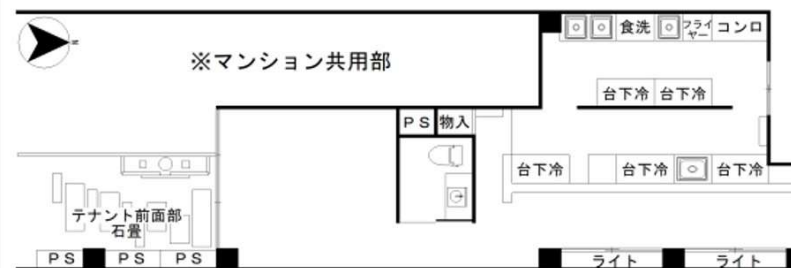 食洗
フライヤー
コンロ
N
※マンション共用部
台下冷
台下冷
PS
物入
台下冷
台下冷
台下冷
テナント前面部
石畳
PS
PS
PS
ライト
ライト